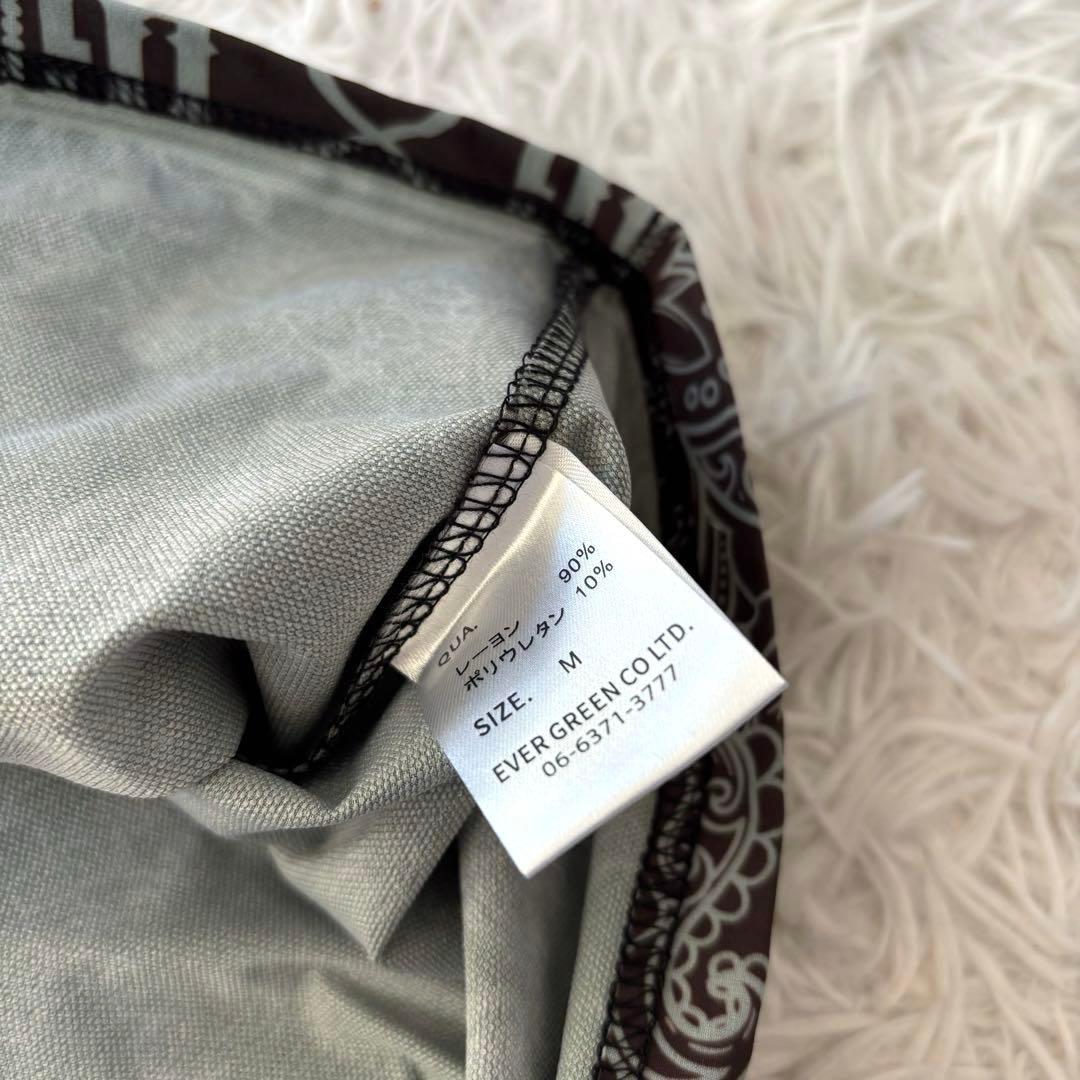 QUA.
レーヨン 90%
ポリウレタン 10%
SIZE. M
EVER GREEN CO LTD.
06-6371-3777